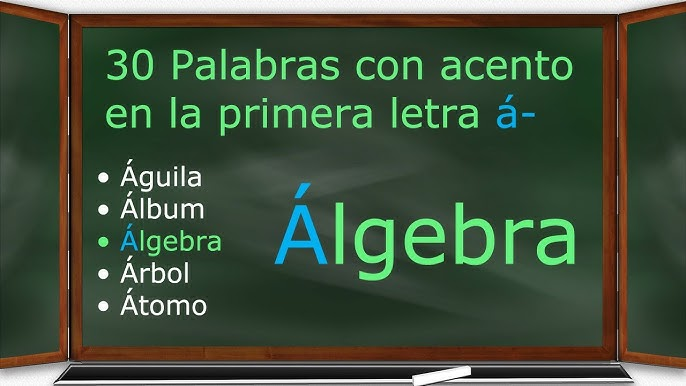 30 Palabras con acento
en la primera letra á-
• Águila
• Álbum
• Álgebra
• Árbol
• Átomo
Álgebra